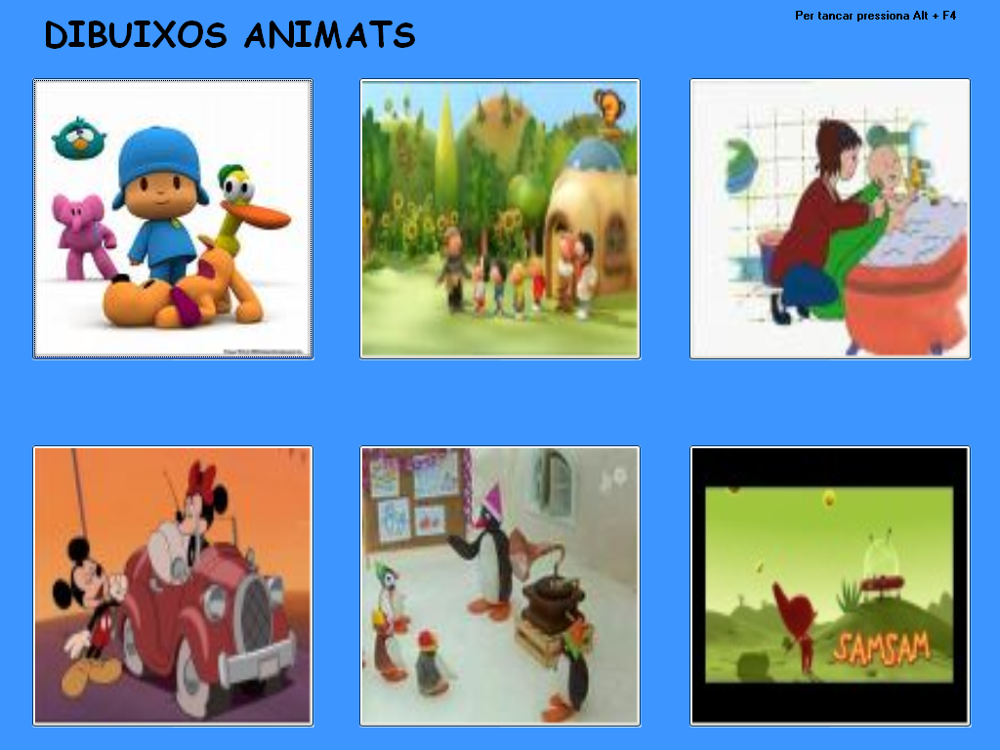 Per tancar pressiona Alt + F4
DIBUIXOS ANIMATS
SAMSAM